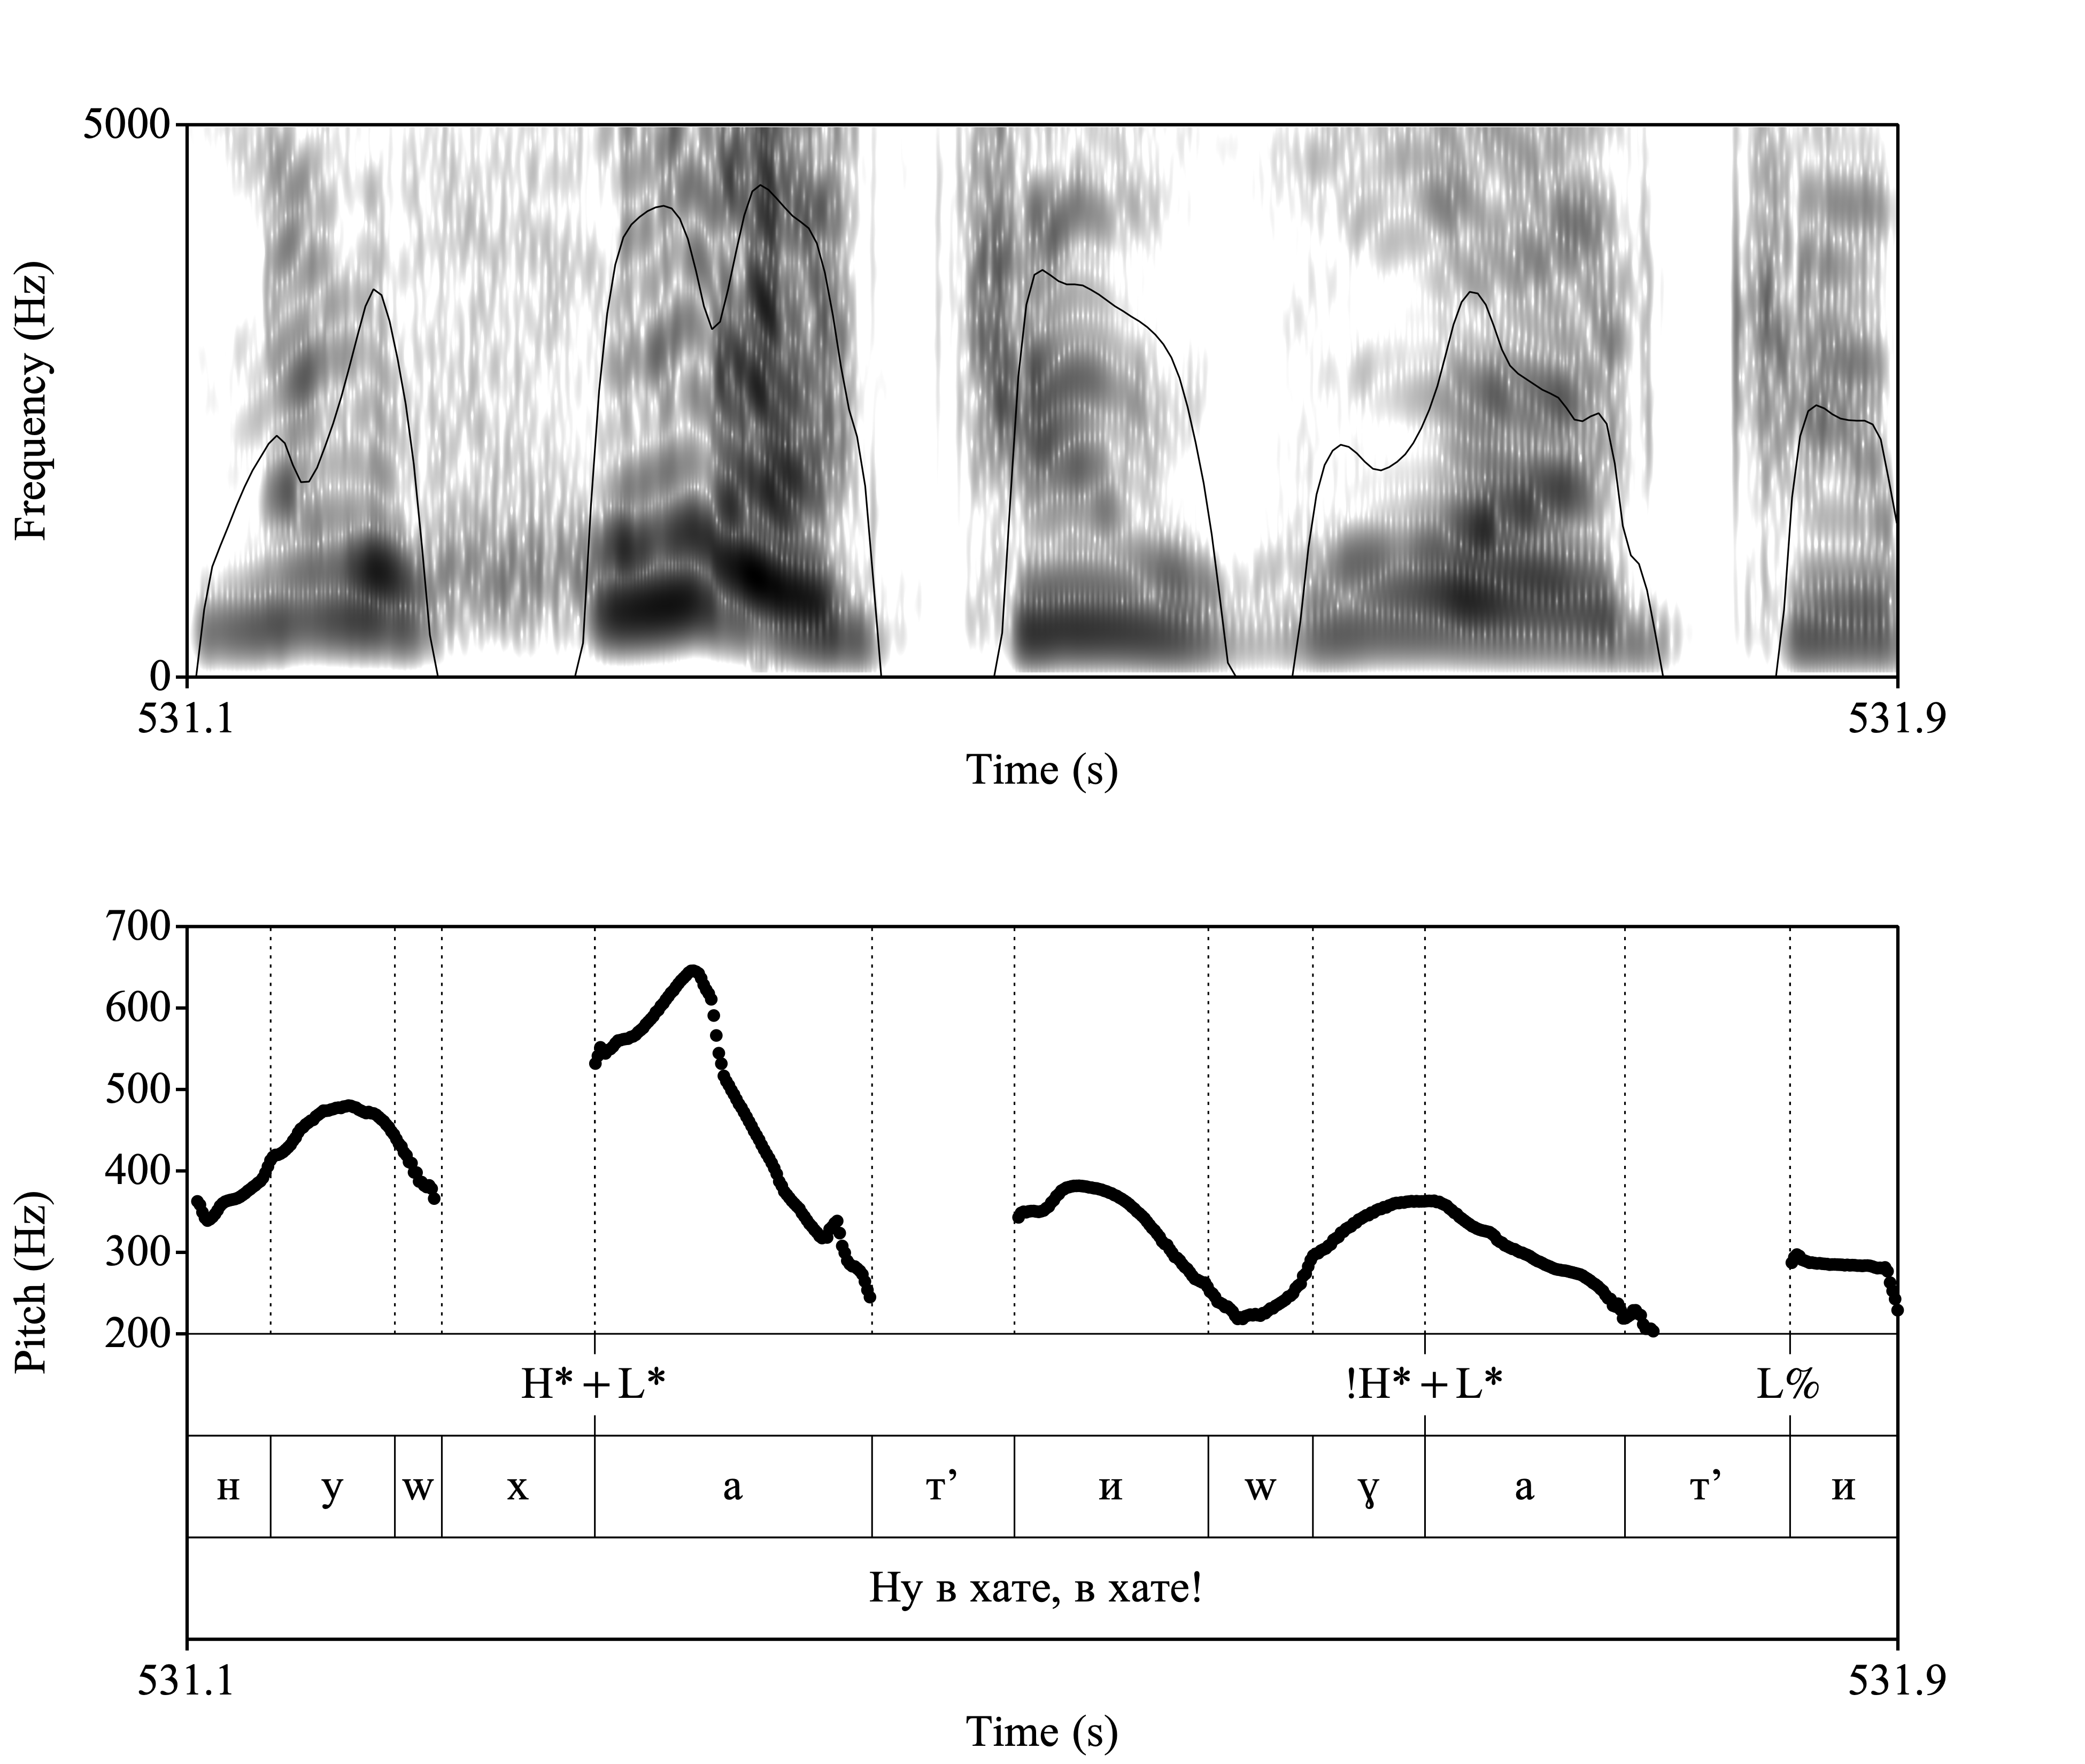 5000
Frequency (Hz)
0
531.1 531.9
Time (s)
700
600
500
400
300
200
Pitch (Hz)
H* + L* !H* + L* L%
н у w х а т’ и w ɣ а т’ и
Ну в хате, в хате!
531.1 531.9
Time (s)